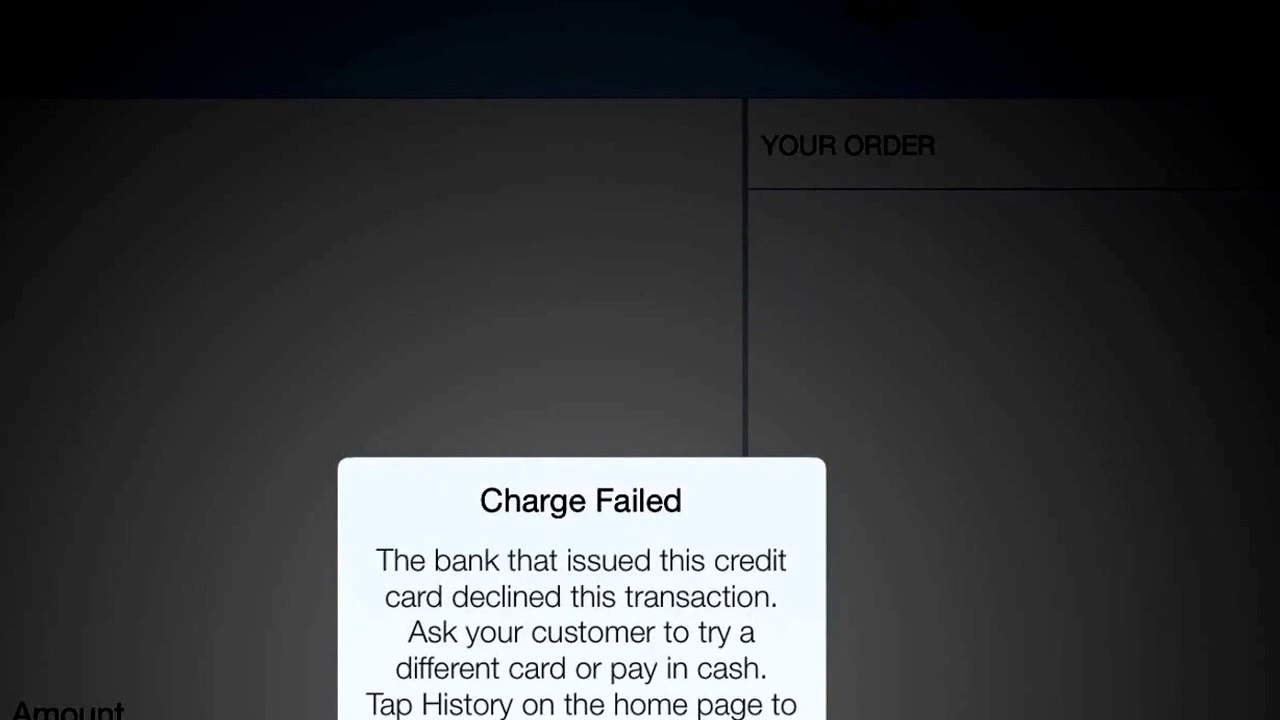 YOUR ORDER
Charge Failed
The bank that issued this credit
card declined this transaction.
Ask your customer to try a
different card or pay in cash.
Tap History on the home page to
Amount